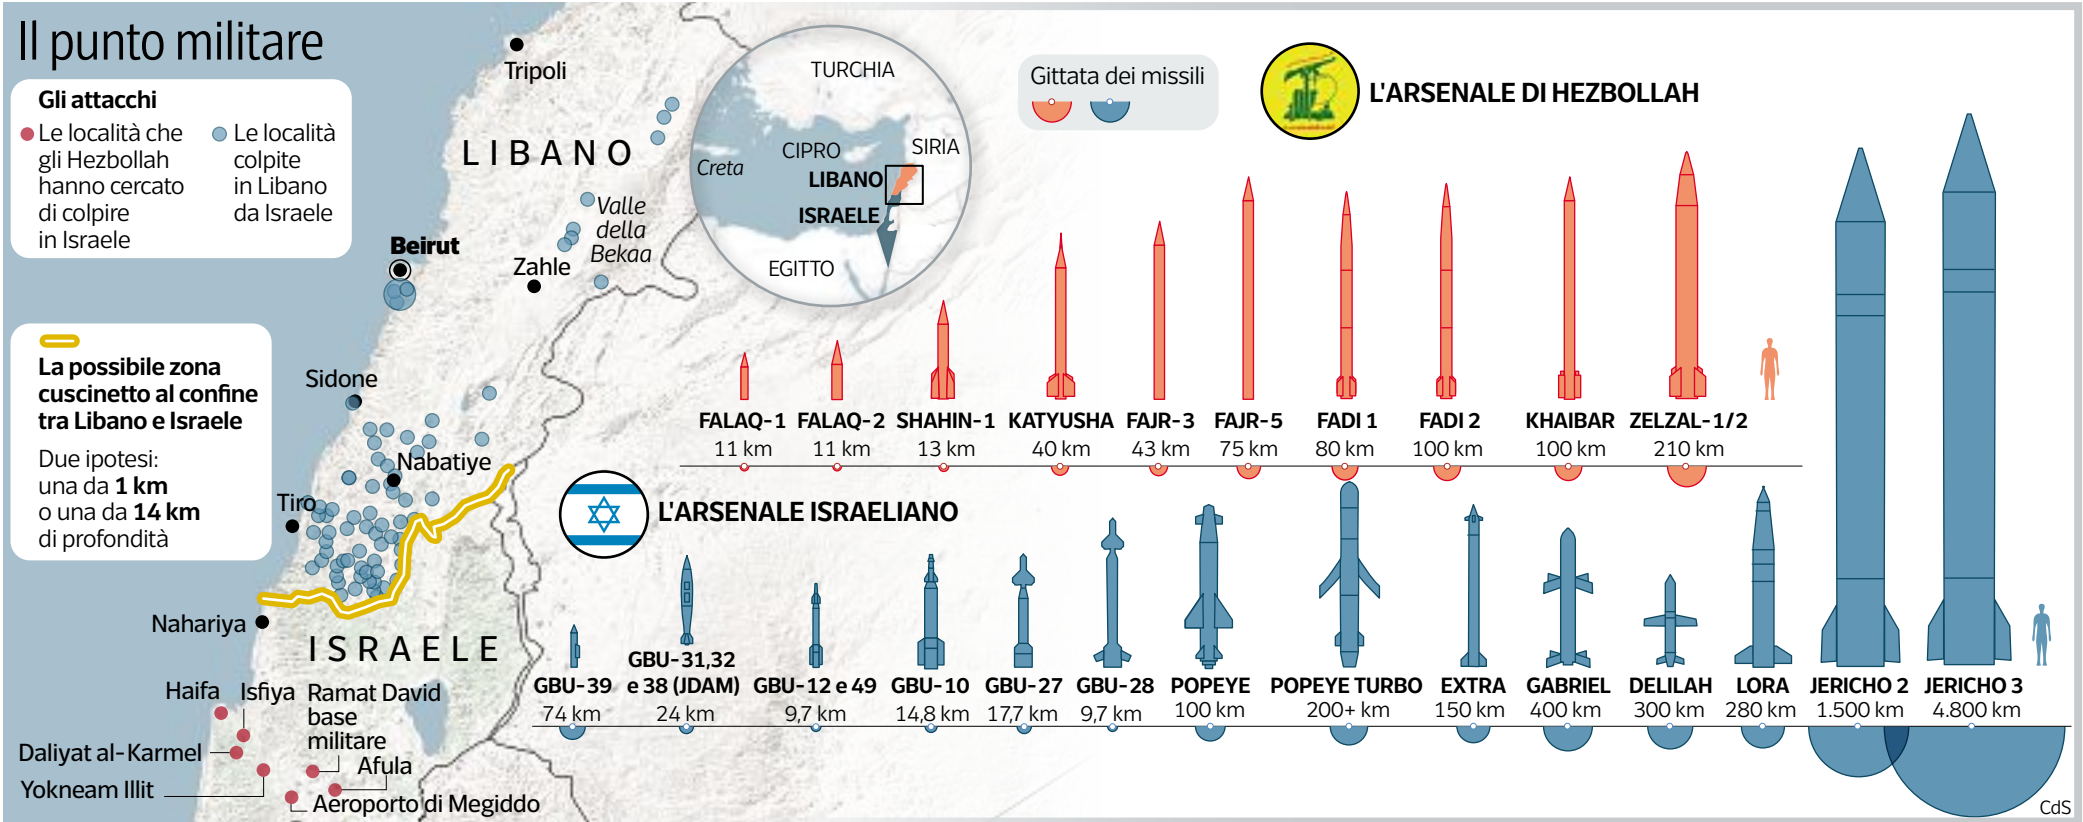 Il punto militare
Gli attacchi
Le località che
gli Hezbollah
hanno cercato
di colpire
in Israele
Le località
colpite
in Libano
da Israele
La possibile zona
cuscinetto al confine
tra Libano e Israele
Due ipotesi:
una da 1 km
o una da 14 km
di profondità
Tripoli
LIBANO
Valle
della
Bekaa
Beirut
Zahle
Sidone
Nabatiye
Tiro
Nahariya
ISRAELE
Haifa
Isfiya
Ramat David
base
militare
Daliyat al-Karmel
Afula
Yokneam Illit
Aeroporto di Megiddo
TURCHIA
CIPRO
SIRIA
Creta
LIBANO
ISRAELE
EGITTO
Gittata dei missili
L'ARSENALE DI HEZBOLLAH
FALAQ-1 FALAQ-2 SHAHIN-1 KATYUSHA FAJR-3 FAJR-5 FADI 1 FADI 2 KHAIBAR ZELZAL-1/2
11 km 11 km 13 km 40 km 43 km 75 km 80 km 100 km 100 km 210 km
L'ARSENALE ISRAELIANO
GBU-31,32
GBU-39 e 38 (JDAM) GBU-12 e 49 GBU-10 GBU-27 GBU-28 POPEYE POPEYE TURBO EXTRA GABRIEL DELILAH LORA JERICHO 2 JERICHO 3
74 km 24 km 9,7 km 14,8 km 17,7 km 9,7 km 100 km 200+ km 150 km 400 km 300 km 280 km 1.500 km 4.800 km
CdS